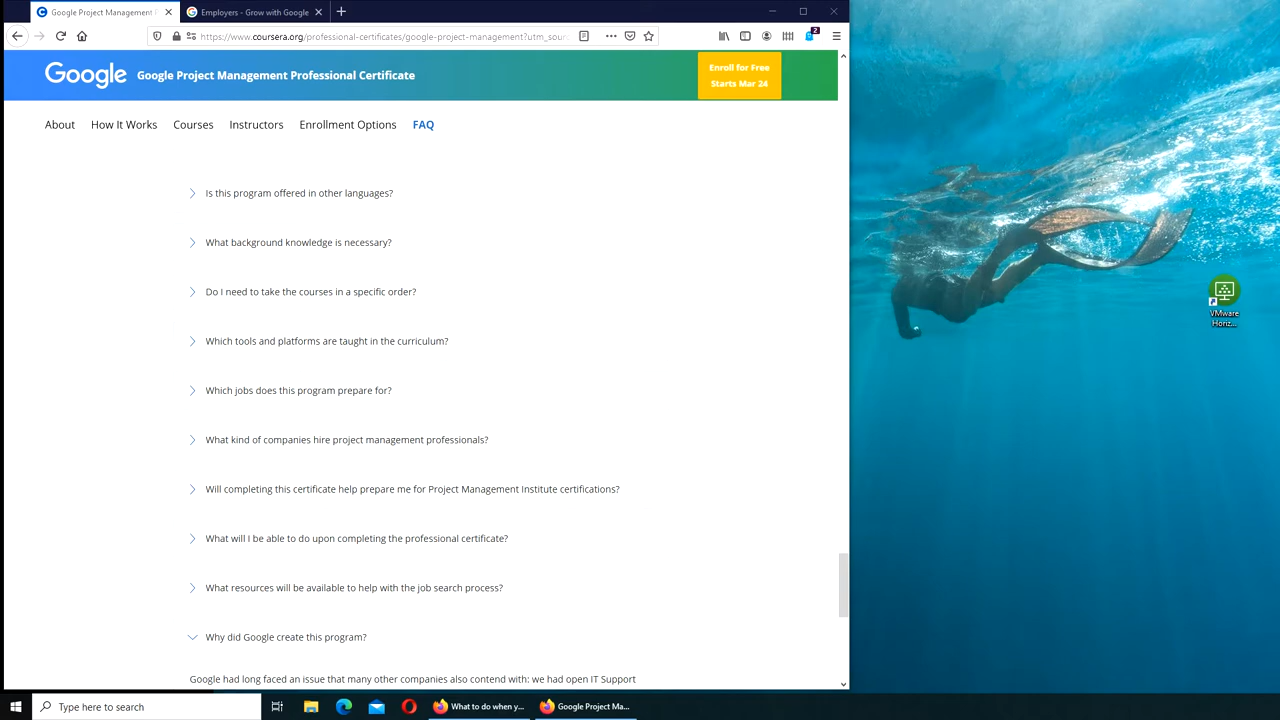 Google Project Management
Employers - Grow with Google
2
https://www.coursera.org/professional-certificates/google-project-management?utm_sour
Google Google Project Management Professional Certificate
Enroll for Free
Starts Mar 24
About How It Works Courses Instructors Enrollment Options FAQ
Is this program offered in other languages?
What background knowledge is necessary?
Do I need to take the courses in a specific order?
Which tools and platforms are taught in the curriculum?
Which jobs does this program prepare for?
What kind of companies hire project management professionals?
Will completing this certificate help prepare me for Project Management Institute certifications?
What will I be able to do upon completing the professional certificate?
What resources will be available to help with the job search process?
Why did Google create this program?
Google had long faced an issue that many other companies also contend with: we had open IT Support
VMware
Horiz...
Type here to search
What to do when y...
Google Project Ma...